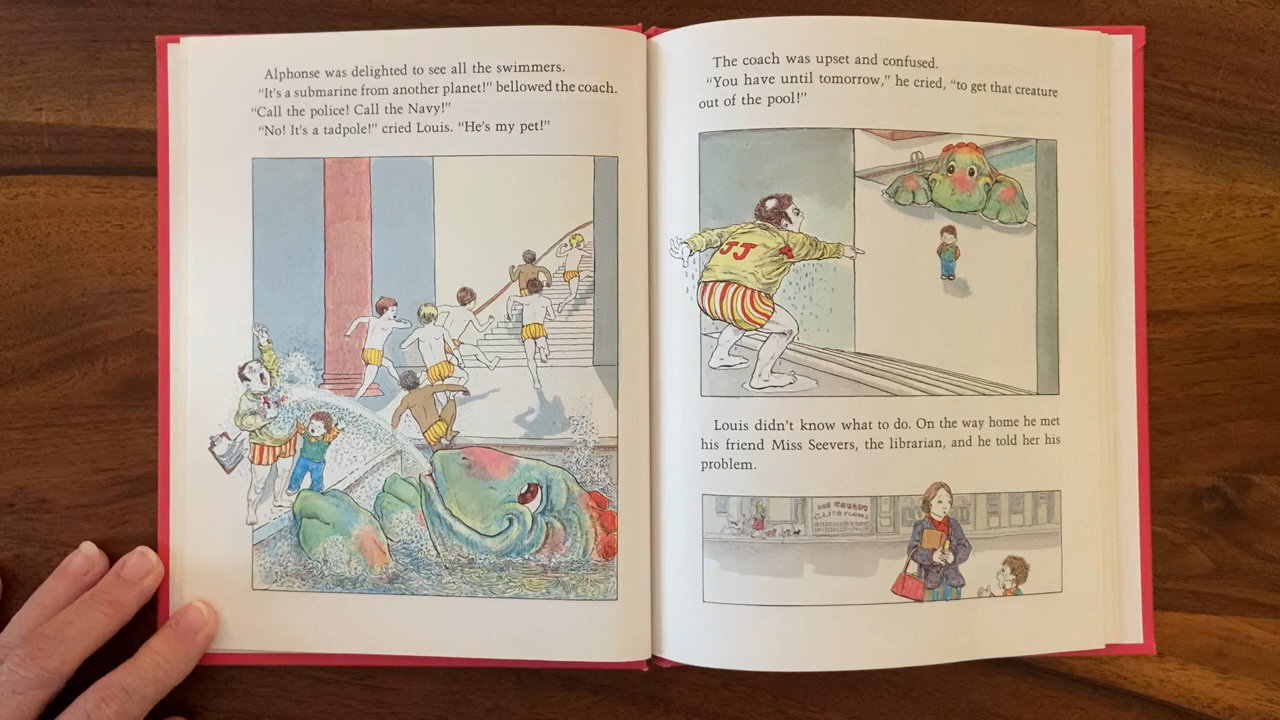 Alphonse was delighted to see all the swimmers.
"It's a submarine from another planet!" bellowed the coach.
"Call the police! Call the Navy!"
"No! It's a tadpole!" cried Louis. "He's my pet!"
The coach was upset and confused.
"You have until tomorrow," he cried, "to get that creature
out of the pool!"
JJ
Louis didn't know what to do. On the way home he met
his friend Miss Seevers, the librarian, and he told her his
problem.